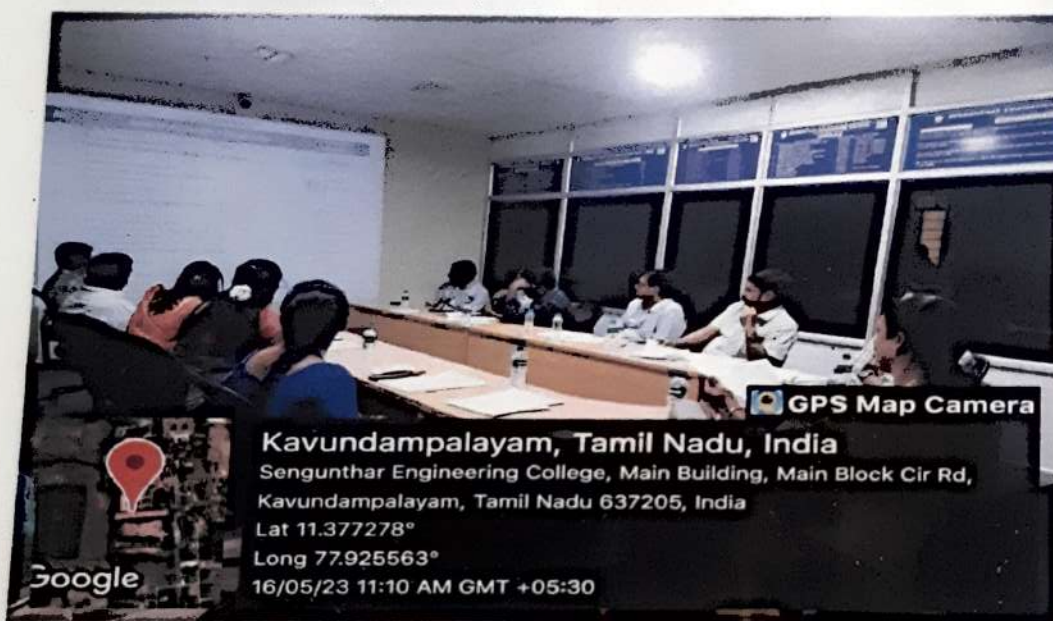 GPS Map Camera
Kavundampalayam, Tamil Nadu, India
Sengunthar Engineering College, Main Building, Main Block Cir Rd,
Kavundampalayam, Tamil Nadu 637205, India
Lat 11.377278°
Long 77.925563°
16/05/23 11:10 AM GMT +05:30
Google